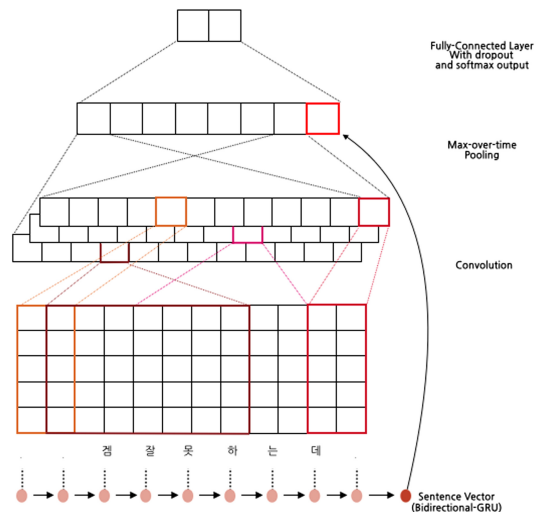 Fully-Connected Layer
With dropout
and softmax output
Max-over-time
Pooling
Convolution
. . 겜 잘 못 하 는 데 .
Sentence Vector
(Bidirectional-GRU)